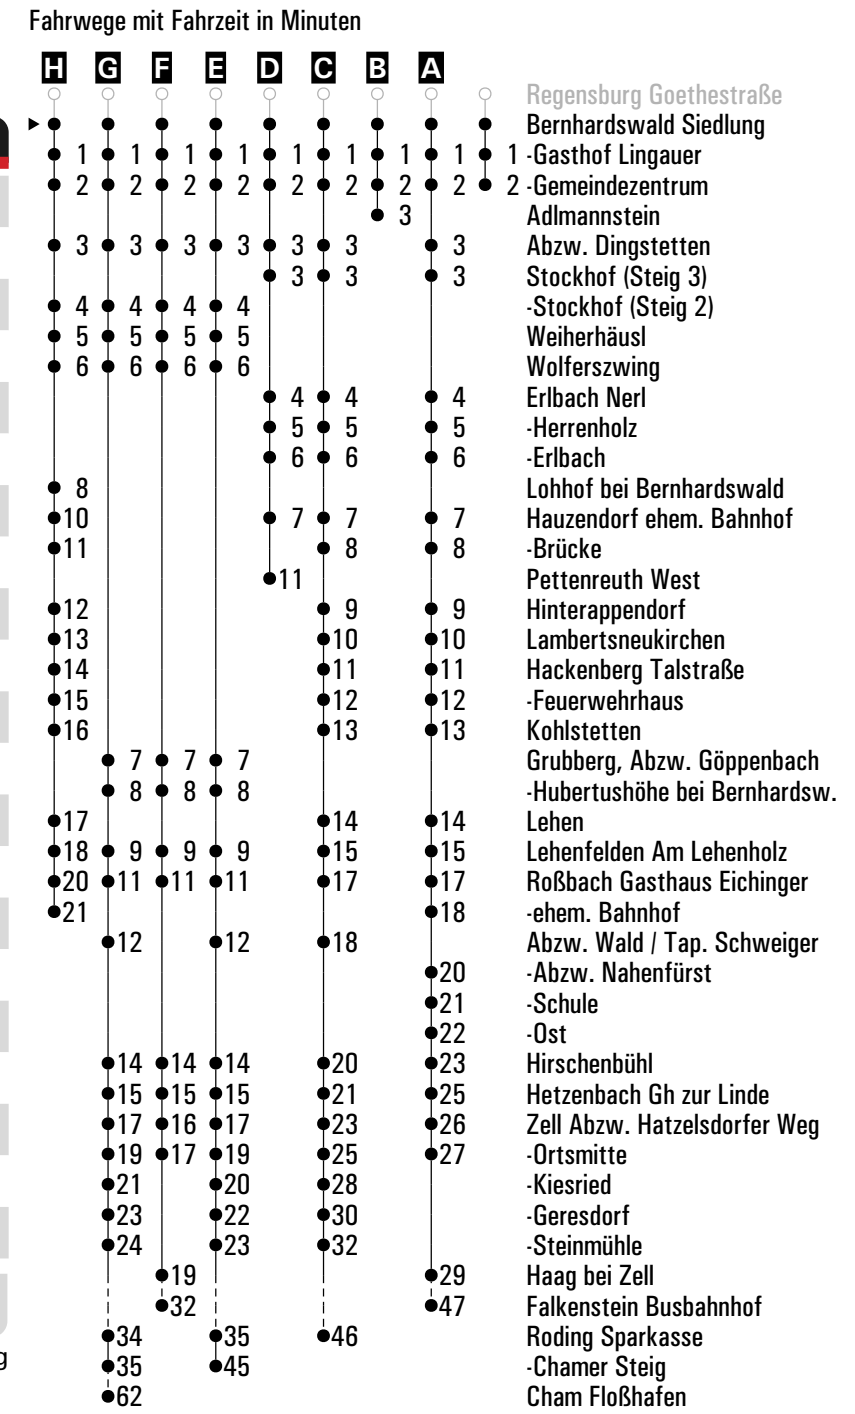 Fahrwege mit Fahrzeit in Minuten
H G F E D C B A
Regensburg Goethestraße
Bernhardswald Siedlung
1 1 1 1 1 1 1 1 1 -Gasthof Lingauer
2 2 2 2 2 2 2 2 2 -Gemeindezentrum
3 Adlmannstein
3 3 3 3 3 3 3 Abzw. Dingstetten
3 3 3 Stockhof (Steig 3)
4 4 4 4 -Stockhof (Steig 2)
5 5 5 5 Weiherhäusl
6 6 6 6 Wolferszwing
4 4 4 Erlbach Nerl
5 5 5 -Herrenholz
6 6 6 -Erlbach
8 Lohhof bei Bernhardswald
10 7 7 7 Hauzendorf ehem. Bahnhof
11 8 8 -Brücke
11 Pettenreuth West
12 9 9 Hinterappendorf
13 10 10 Lambertsneukirchen
14 11 11 Hackenberg Talstraße
15 12 12 -Feuerwehrhaus
16 13 13 Kohlstetten
7 7 7 Grubberg, Abzw. Göppenbach
8 8 8 -Hubertushöhe bei Bernhardsw.
17 14 14 Lehen
18 9 9 9 15 15 Lehenfelden Am Lehenholz
20 11 11 11 17 17 Roßbach Gasthaus Eichinger
21 18 -ehem. Bahnhof
12 12 18 Abzw. Wald / Tap. Schweiger
20 -Abzw. Nahenfürst
21 -Schule
22 -Ost
14 14 14 20 23 Hirschenbühl
15 15 15 21 25 Hetzenbach Gh zur Linde
17 16 17 23 26 Zell Abzw. Hatzelsdorfer Weg
19 17 19 25 27 -Ortsmitte
21 20 28 -Kiesried
23 22 30 -Geresdorf
24 23 32 -Steinmühle
19 29 Haag bei Zell
32 47 Falkenstein Busbahnhof
34 35 46 Roding Sparkasse
35 45 -Chamer Steig
62 Cham Floßhafen